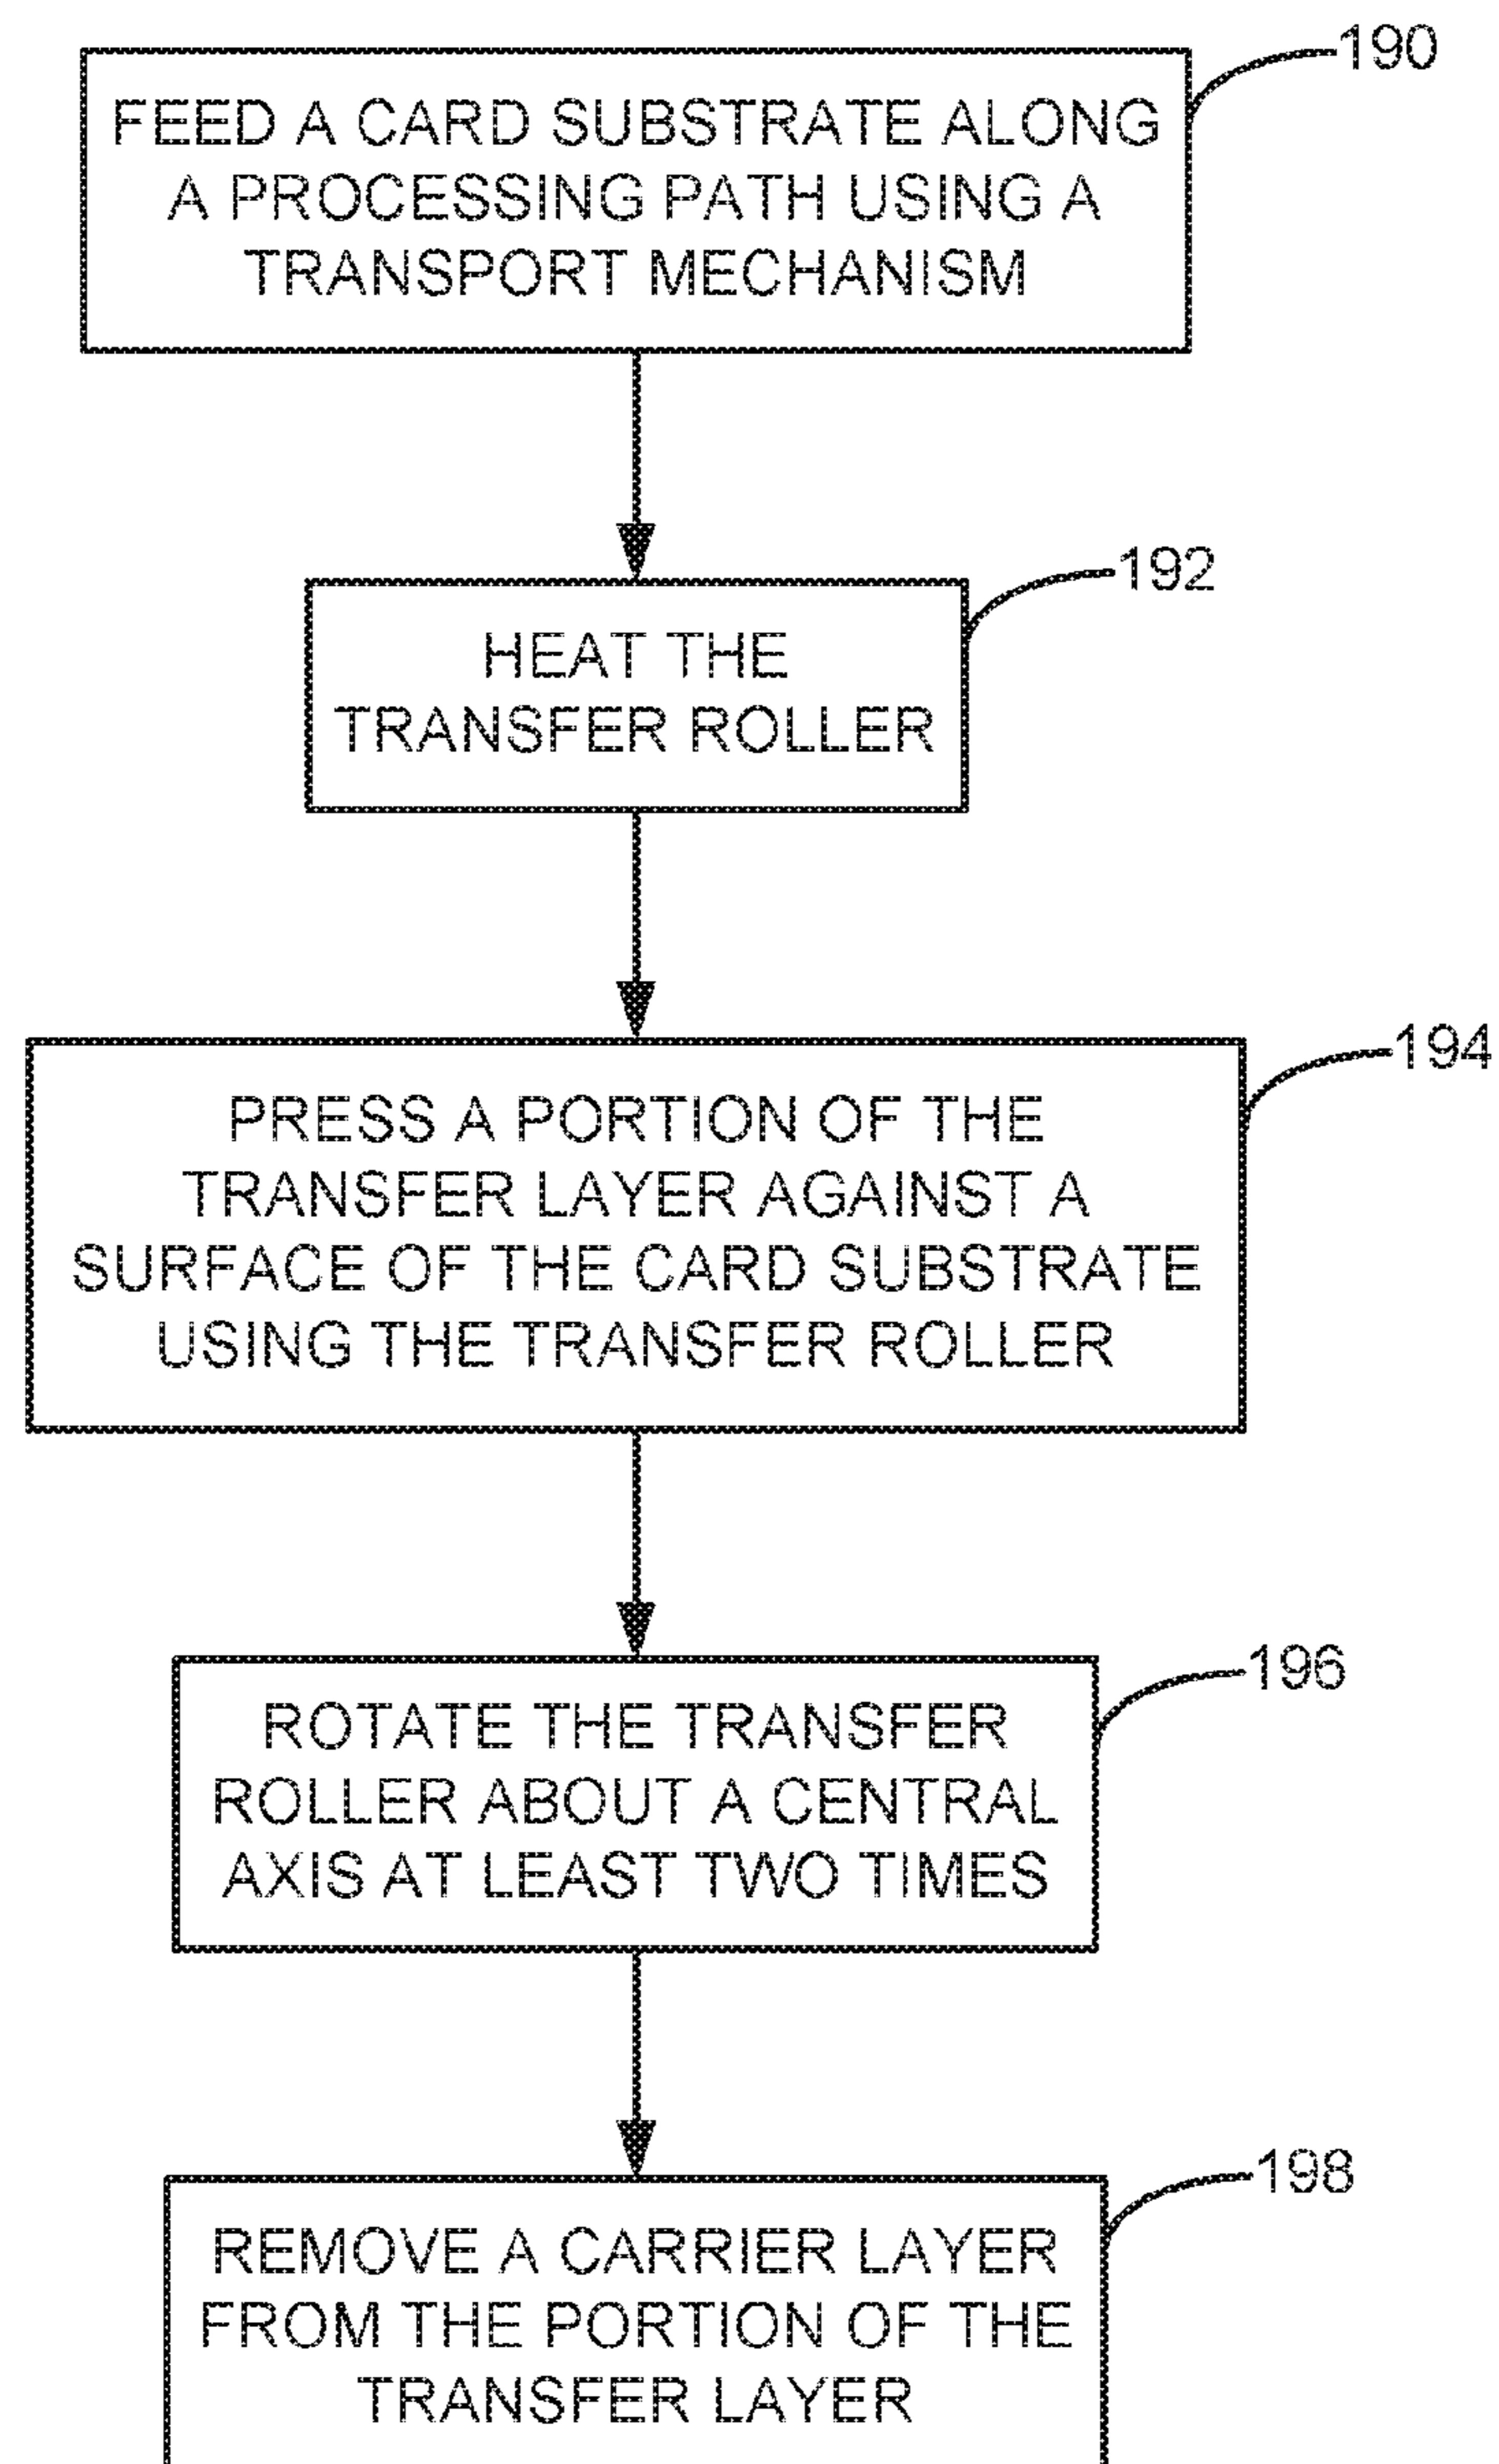 190
FEED A CARD SUBSTRATE ALONG
A PROCESSING PATH USING A
TRANSPORT MECHANISM
192
HEAT THE
TRANSFER ROLLER
194
PRESS A PORTION OF THE
TRANSFER LAYER AGAINST A
SURFACE OF THE CARD SUBSTRATE
USING THE TRANSFER ROLLER
196
ROTATE THE TRANSFER
ROLLER ABOUT A CENTRAL
AXIS AT LEAST TWO TIMES
198
REMOVE A CARRIER LAYER
FROM THE PORTION OF THE
TRANSFER LAYER